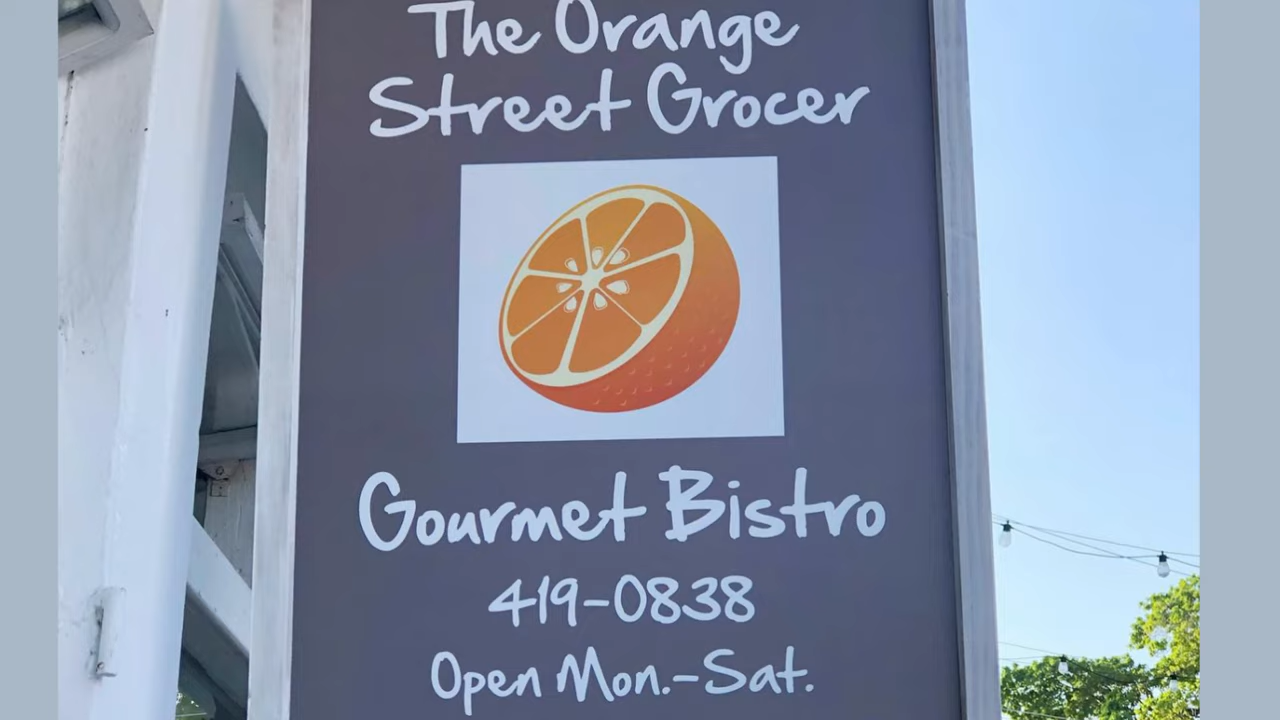 The Orange
Street Grocer
Gourmet Bistro
419-0838
Open Mon.-Sat.